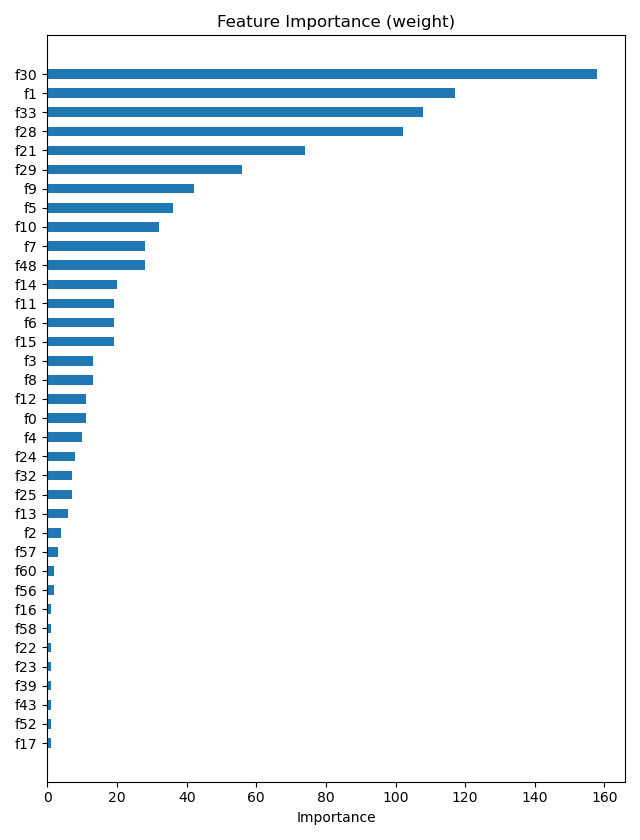 Feature Importance (weight)
f30
f1
f33
f28
f21
f29
f9
f5
f10
f7
f48
f14
f11
f6
f15
f3
f8
f12
f0
f4
f24
f32
f25
f13
f2
f57
f60
f56
f16
f58
f22
f23
f39
f43
f52
f17
0 20 40 60 80 100 120 140 160
Importance